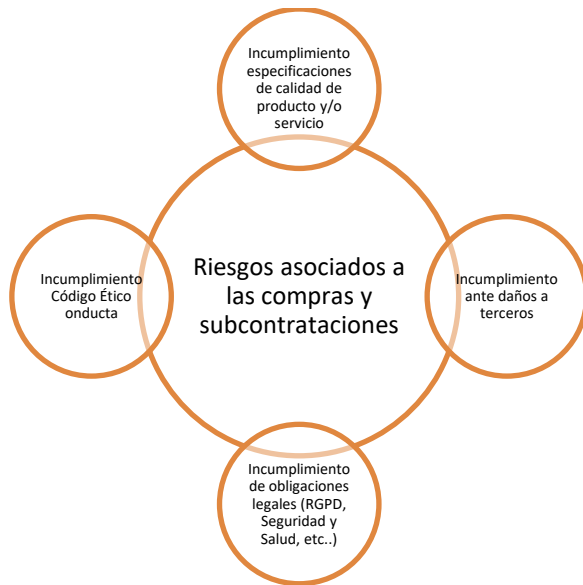 Incumplimiento
especificaciones
de calidad de
producto y/o
servicio
Riesgos asociados a
las compras y
subcontrataciones
Incumplimiento
ante daños a
terceros
Incumplimiento
de obligaciones
legales (RGPD,
Seguridad y
Salud, etc..)
Incumplimiento
Código Ético
onducta